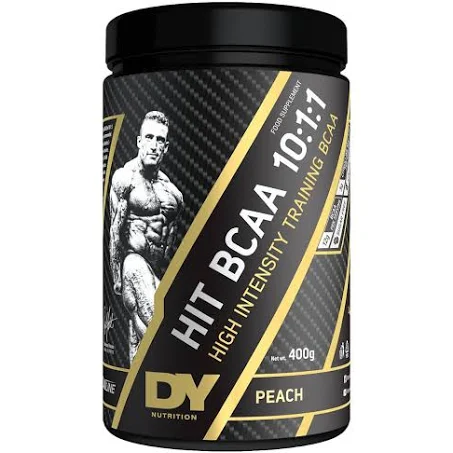 FOOD SUPPLEMENT
HIT BCAA 10:1:1
HIGH INTENSITY TRAINING BCAA
Net wt. 400g
DY
NUTRITION
PEACH